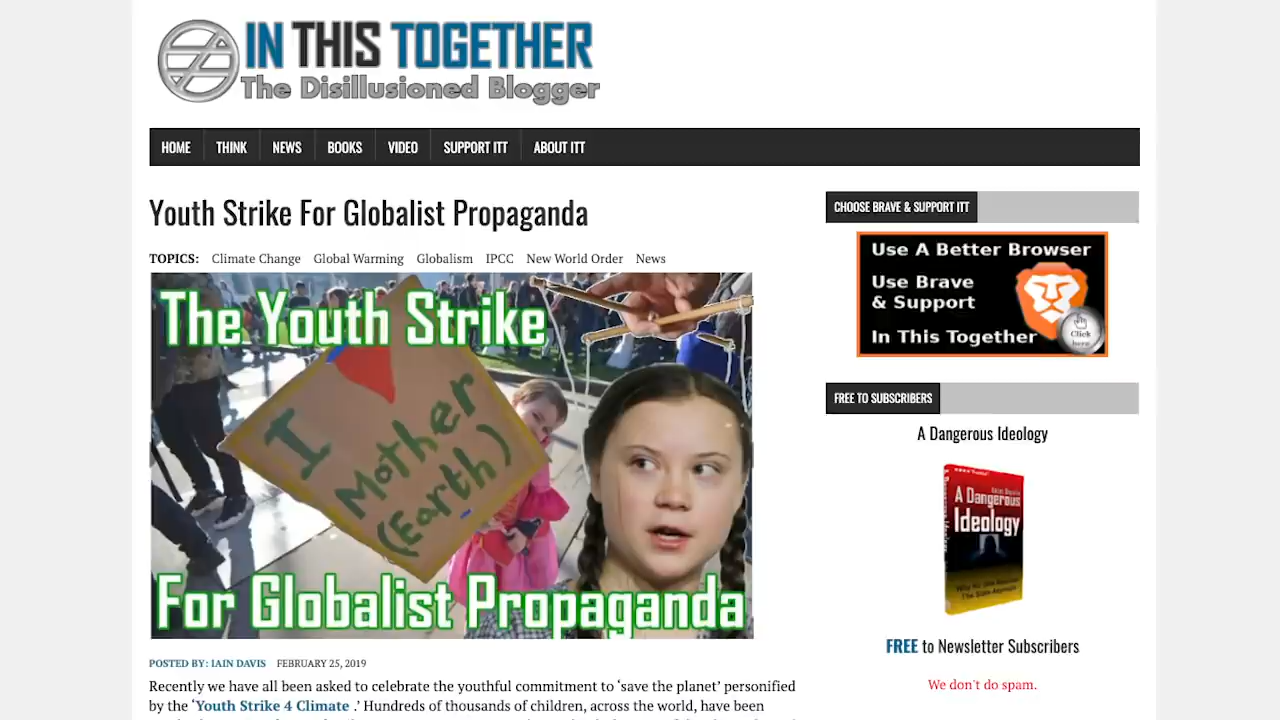 IN THIS TOGETHER
The Disillusioned Blogger
HOME THINK NEWS BOOKS VIDEO SUPPORT ITT ABOUT ITT
Youth Strike For Globalist Propaganda
TOPICS: Climate Change Global Warming Globalism IPCC New World Order News
The Youth Strike
I
Mother
(Earth)
For Globalist Propaganda
POSTED BY: IAIN DAVIS FEBRUARY 25, 2019
Recently we have all been asked to celebrate the youthful commitment to ‘save the planet’ personified
by the ‘Youth Strike 4 Climate .’ Hundreds of thousands of children, across the world, have been
CHOOSE BRAVE & SUPPORT ITT
Use A Better Browser
Use Brave
& Support
In This Together
Click
here
FREE TO SUBSCRIBERS
A Dangerous Ideology
A Dangerous
Ideology
FREE to Newsletter Subscribers
We don't do spam.